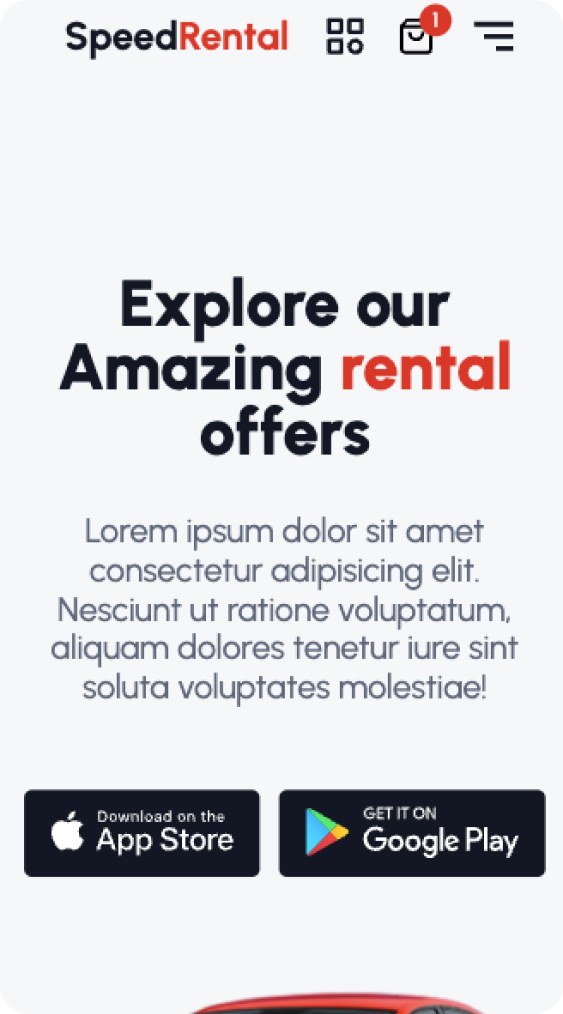 SpeedRental
1
Explore our
Amazing rental
offers
Lorem ipsum dolor sit amet
consectetur adipisicing elit.
Nesciunt ut ratione voluptatum,
aliquam dolores tenetur iure sint
soluta voluptates molestiae!
Download on the
App Store
GET IT ON
Google Play